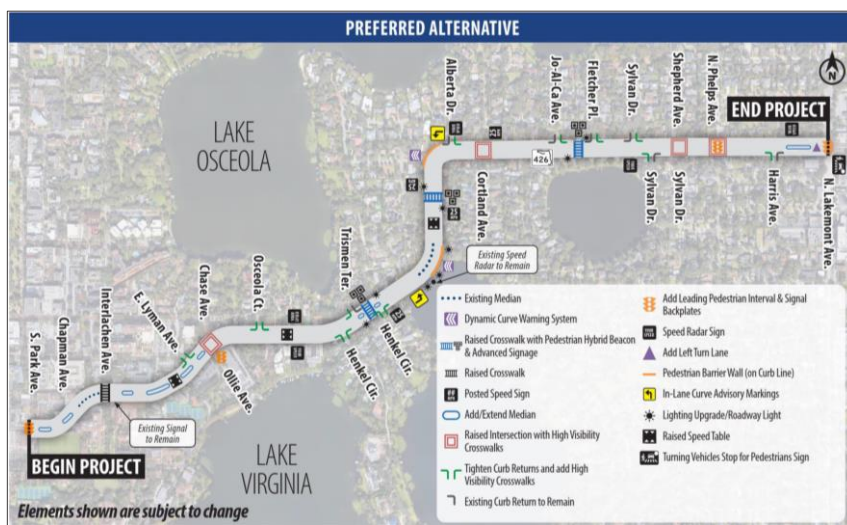 PREFERRED ALTERNATIVE
N
Alberta Dr.
Jo-Al-Ca Ave.
Fletcher Pl.
Sylvan Dr.
Shepherd Ave.
N. Phelps Ave.
END PROJECT
LAKE
OSCEOLA
426
Cortland Ave.
Sylvan Dr.
Sylvan Dr.
Harris Ave.
N. Lakemont Ave.
Trismen Ter.
Existing Speed
Radar to Remain
Osceola Ct.
Chase Ave.
E. Lyman Ave.
Interlachen Ave.
Chapman Ave.
S. Park Ave.
Henkel Cir.
Henkel Cir.
Ollie Ave.
Existing Signal
to Remain
BEGIN PROJECT
LAKE
VIRGINIA
Elements shown are subject to change
Existing Median
Dynamic Curve Warning System
Raised Crosswalk with Pedestrian Hybrid Beacon
& Advanced Signage
Raised Crosswalk
Posted Speed Sign
Add/Extend Median
Raised Intersection with High Visibility
Crosswalks
Tighten Curb Returns and add High
Visibility Crosswalks
Existing Curb Return to Remain
Add Leading Pedestrian Interval & Signal
Backplates
Speed Radar Sign
Add Left Turn Lane
Pedestrian Barrier Wall (on Curb Line)
In-Lane Curve Advisory Markings
Lighting Upgrade/Roadway Light
Raised Speed Table
Turning Vehicles Stop for Pedestrians Sign